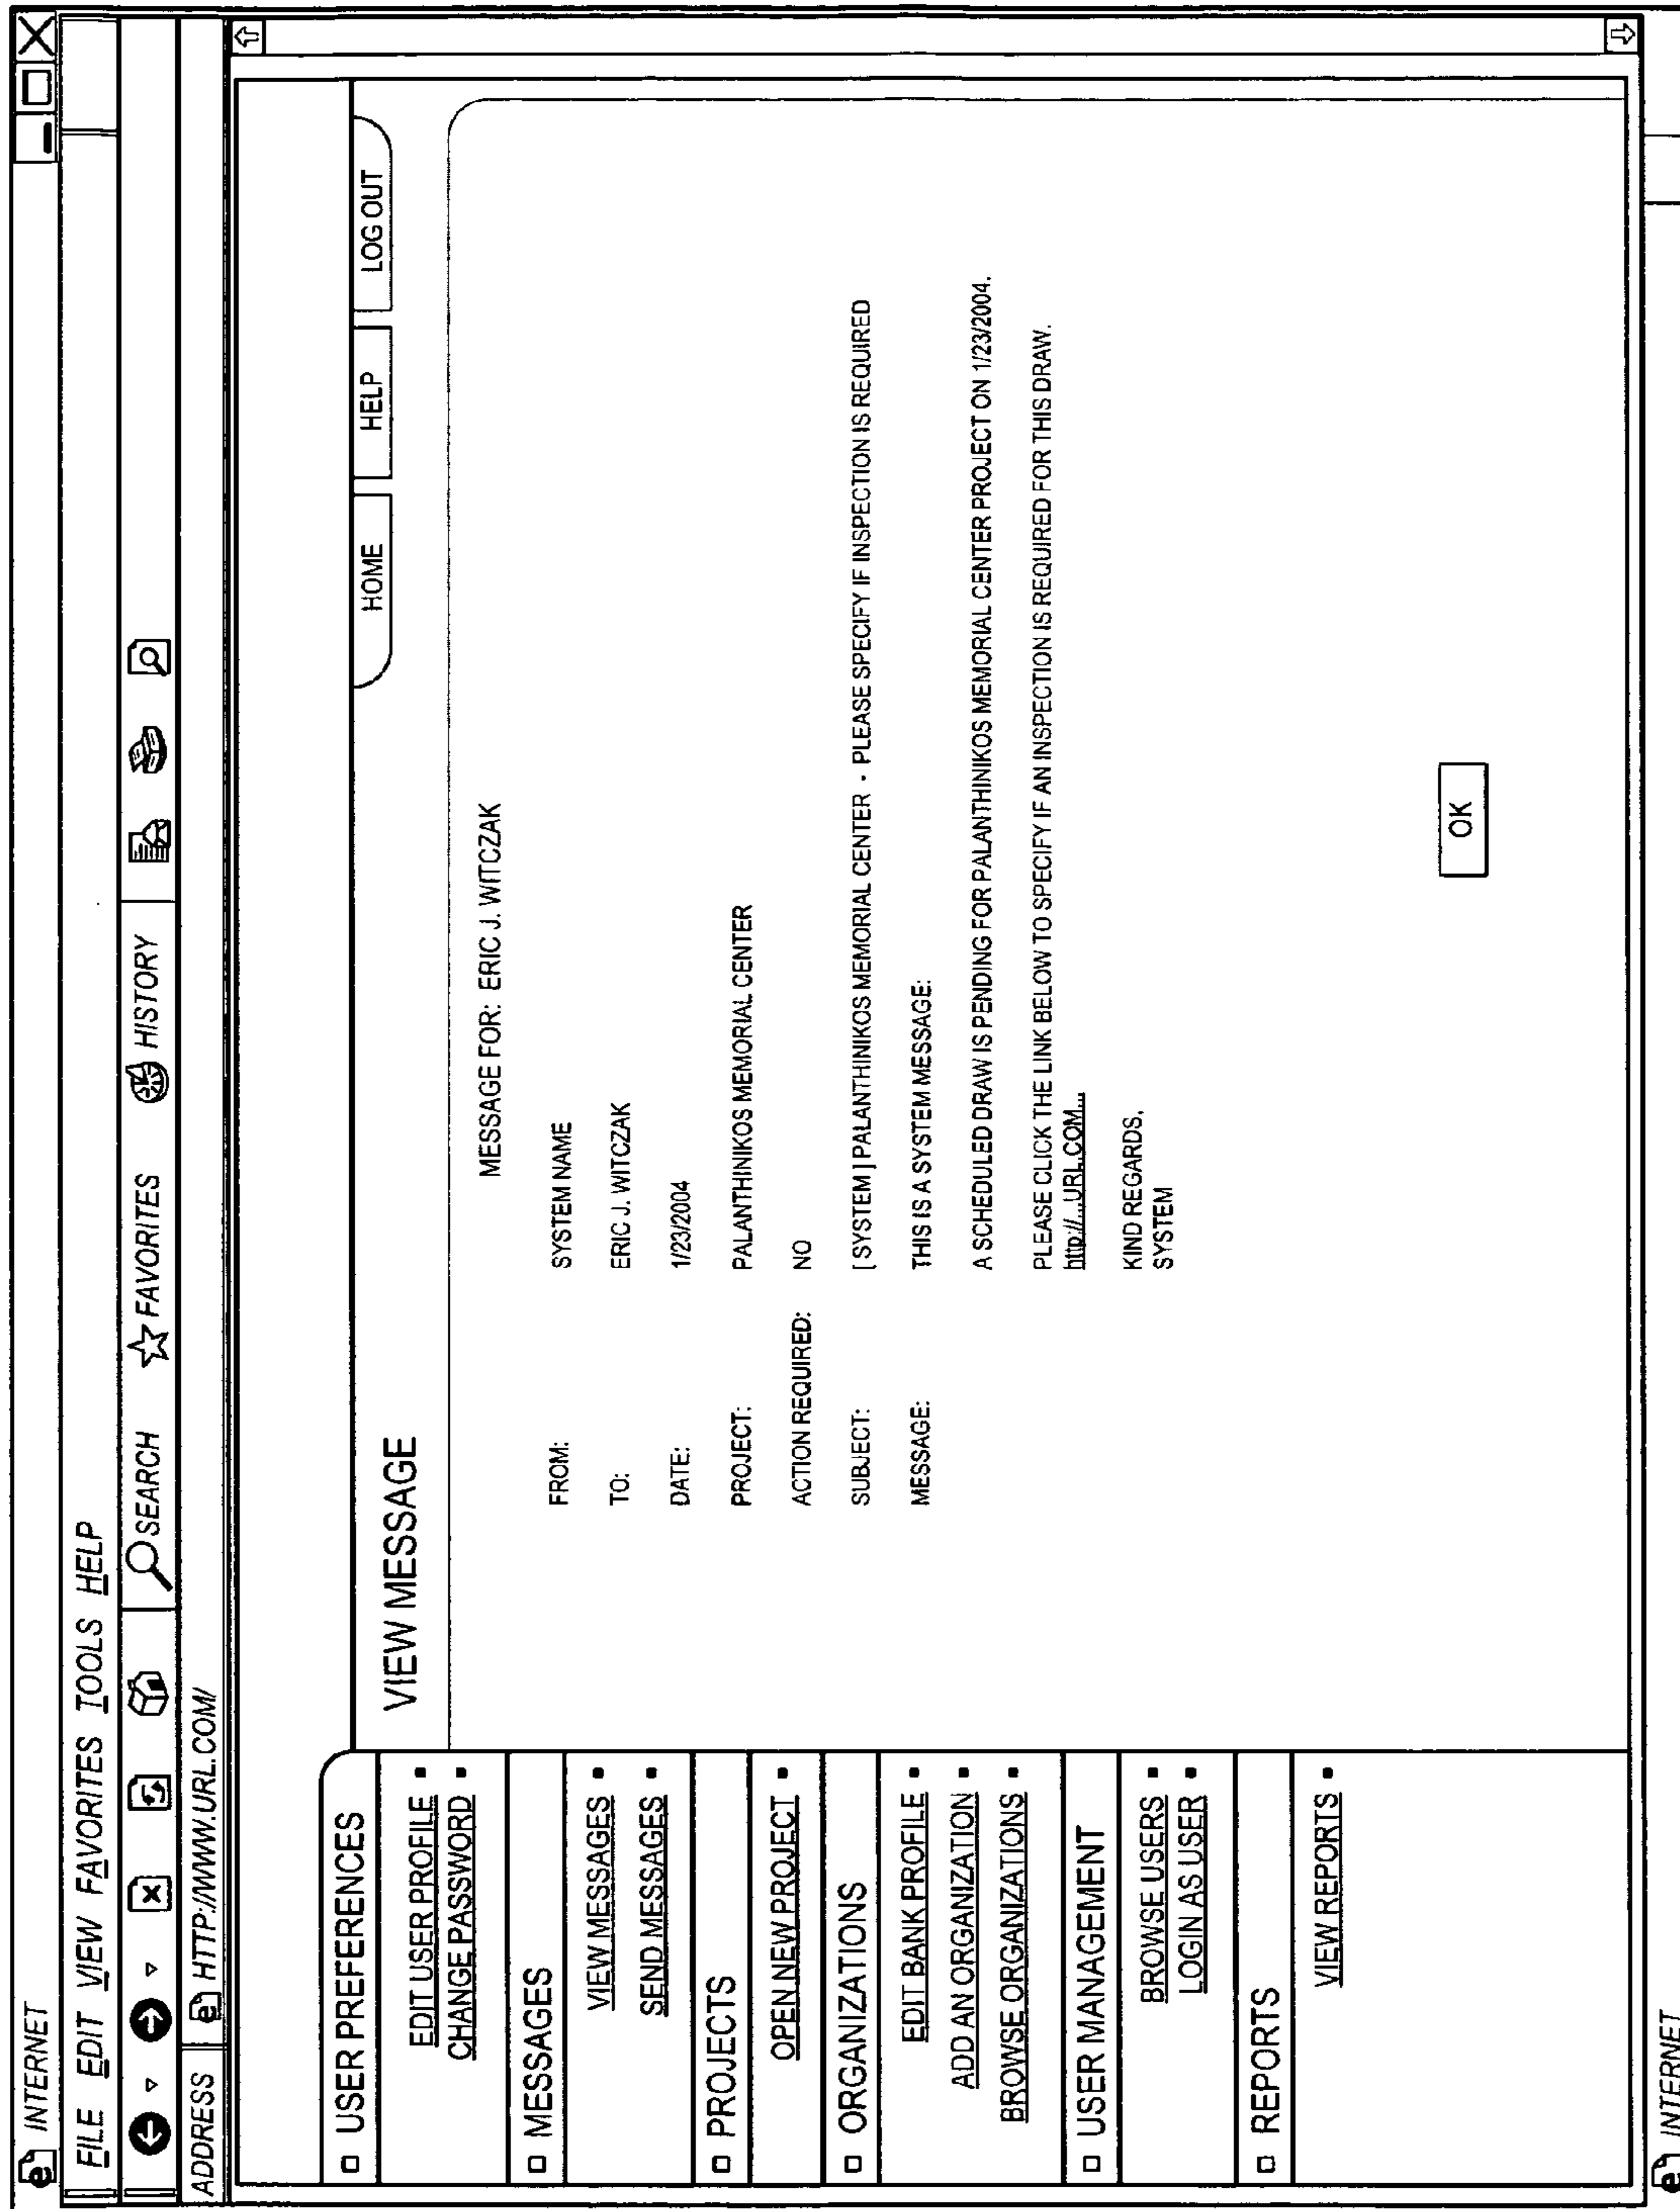 INTERNET
FILE EDIT VIEW FAVORITES TOOLS HELP
SEARCH FAVORITES HISTORY
ADDRESS HTTP://WWW.URL.COM/
HOME HELP LOG OUT
USER PREFERENCES
EDIT USER PROFILE
CHANGE PASSWORD
MESSAGES
VIEW MESSAGES
SEND MESSAGES
PROJECTS
OPEN NEW PROJECT
ORGANIZATIONS
EDIT BANK PROFILE
ADD AN ORGANIZATION
BROWSE ORGANIZATIONS
USER MANAGEMENT
BROWSE USERS
LOGIN AS USER
REPORTS
VIEW REPORTS
VIEW MESSAGE
MESSAGE FOR: ERIC J. WITCZAK
FROM: SYSTEM NAME
TO: ERIC J. WITCZAK
DATE: 1/23/2004
PROJECT: PALANTHINIKOS MEMORIAL CENTER
ACTION REQUIRED: NO
SUBJECT: [SYSTEM] PALANTHINIKOS MEMORIAL CENTER - PLEASE SPECIFY IF INSPECTION IS REQUIRED
MESSAGE: THIS IS A SYSTEM MESSAGE:
A SCHEDULED DRAW IS PENDING FOR PALANTHINIKOS MEMORIAL CENTER PROJECT ON 1/23/2004.
PLEASE CLICK THE LINK BELOW TO SPECIFY IF AN INSPECTION IS REQUIRED FOR THIS DRAW.
http://...URL.COM...
KIND REGARDS,
SYSTEM
OK
INTERNET